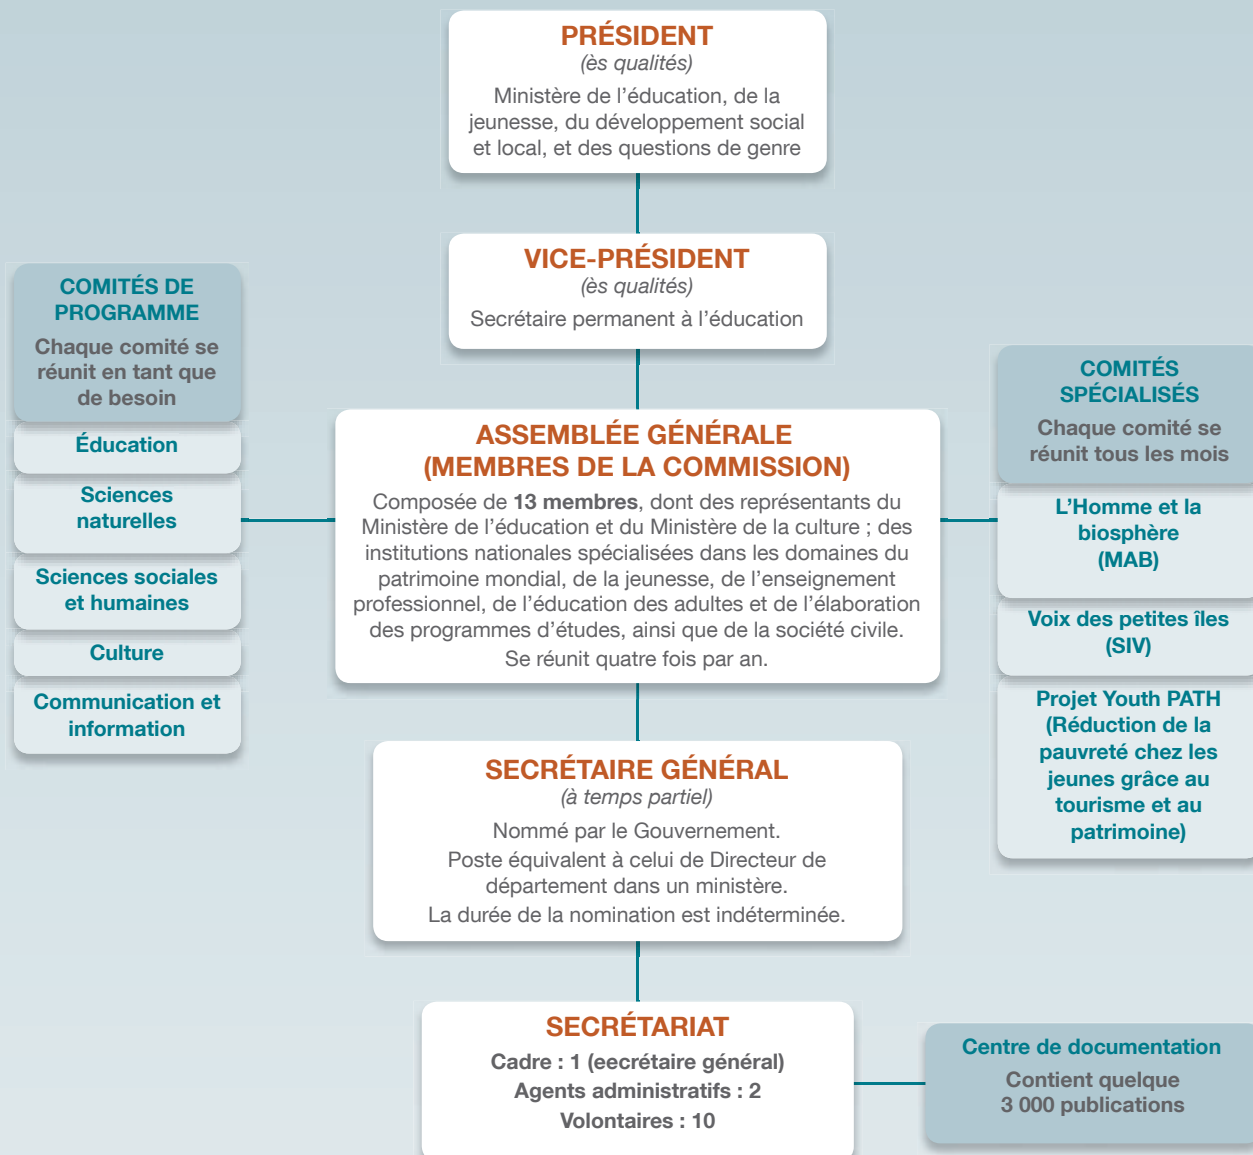 PRÉSIDENT
(ès qualités)
Ministère de l’éducation, de la
jeunesse, du développement social
et local, et des questions de genre
VICE-PRÉSIDENT
(ès qualités)
Secrétaire permanent à l’éducation
COMITÉS DE
PROGRAMME
Chaque comité se
réunit en tant que
de besoin
Éducation
Sciences
naturelles
Sciences sociales
et humaines
Culture
Communication et
information
ASSEMBLÉE GÉNÉRALE
(MEMBRES DE LA COMMISSION)
Composée de 13 membres, dont des représentants du
Ministère de l’éducation et du Ministère de la culture ; des
institutions nationales spécialisées dans les domaines du
patrimoine mondial, de la jeunesse, de l’enseignement
professionnel, de l’éducation des adultes et de l’élaboration
des programmes d’études, ainsi que de la société civile.
Se réunit quatre fois par an.
COMITÉS
SPÉCIALISÉS
Chaque comité se
réunit tous les mois
L’Homme et la
biosphère
(MAB)
Voix des petites îles
(SIV)
Projet Youth PATH
(Réduction de la
pauvreté chez les
jeunes grâce au
tourisme et au
patrimoine)
SECRÉTAIRE GÉNÉRAL
(à temps partiel)
Nommé par le Gouvernement.
Poste équivalent à celui de Directeur de
département dans un ministère.
La durée de la nomination est indéterminée.
SECRÉTARIAT
Cadre : 1 (eecrétaire général)
Agents administratifs : 2
Volontaires : 10
Centre de documentation
Contient quelque
3 000 publications